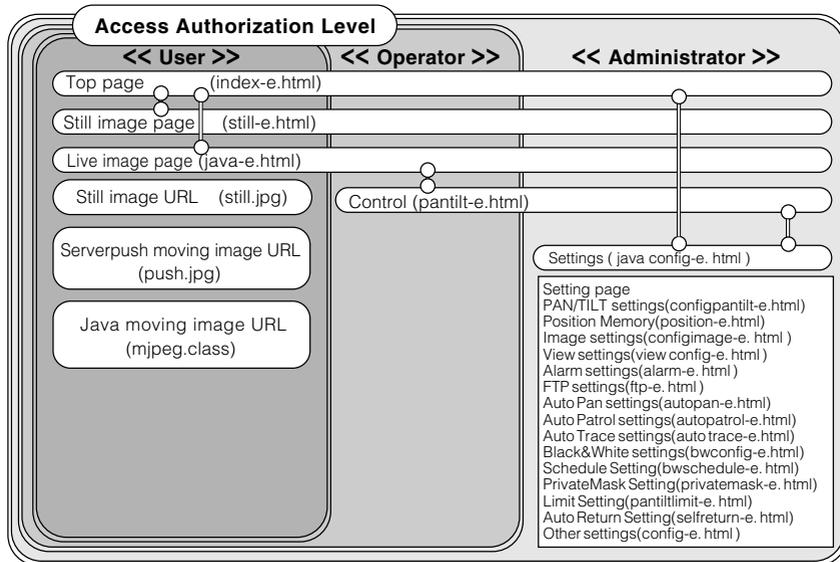 Access Authorization Level
<< User >>
<< Operator >>
<< Administrator >>
Top page (index-e.html)
Still image page (still-e.html)
Live image page (java-e.html)
Still image URL (still.jpg)
Control (pantilt-e.html)
Serverpush moving image URL
(push.jpg)
Java moving image URL
(mjpeg.class)
Settings ( java config-e. html )
Setting page
PAN/TILT settings(configpantilt-e.html)
Position Memory(position-e.html)
Image settings(configimage-e. html )
View settings(view config-e. html )
Alarm settings(alarm-e. html )
FTP settings(ftp-e. html )
Auto Pan settings(autopan-e.html)
Auto Patrol settings(autopatrol-e.html)
Auto Trace settings(auto trace-e.html)
Black&White settings(bwconfig-e.html)
Schedule Setting(bwschedule-e.html)
PrivateMask Setting(privatemask-e. html)
Limit Setting(pantiltlimit-e.html)
Auto Return Setting(selfreturn-e. html)
Other settings(config-e. html )